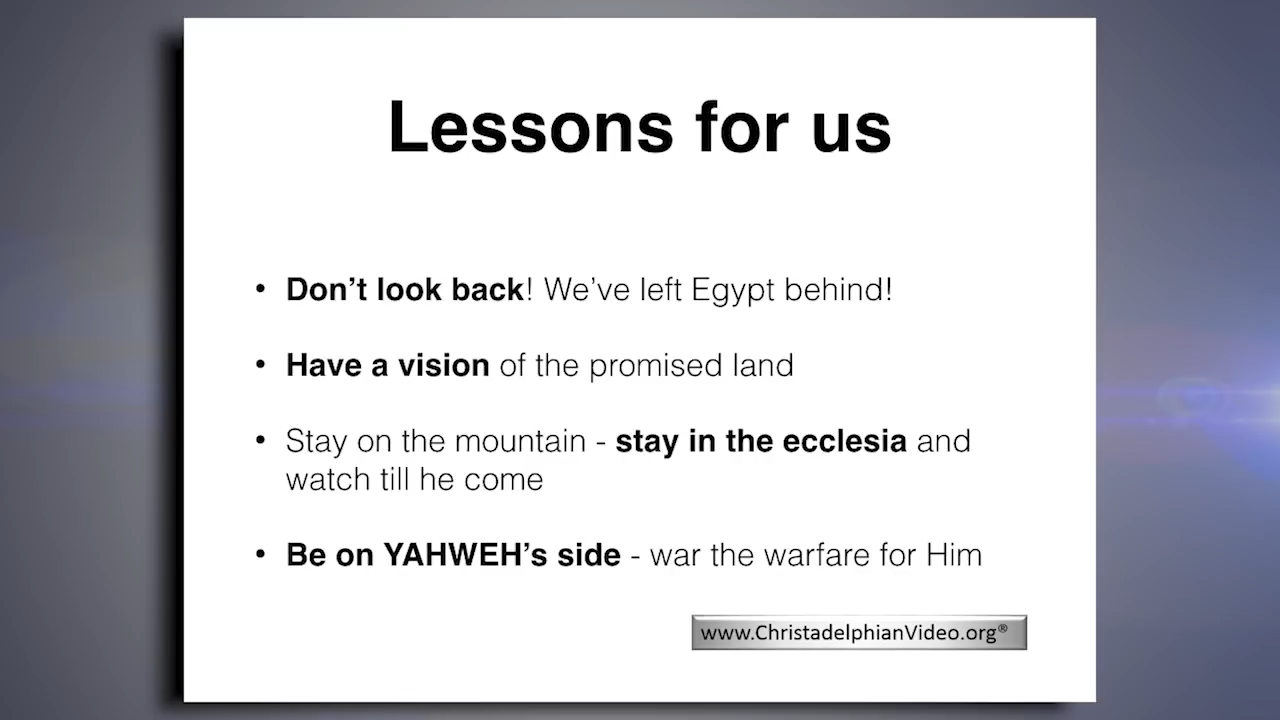 Lessons for us
• Don’t look back! We’ve left Egypt behind!
• Have a vision of the promised land
• Stay on the mountain - stay in the ecclesia and
watch till he come
• Be on YAHWEH’s side - war the warfare for Him
www.ChristadelphianVideo.org®